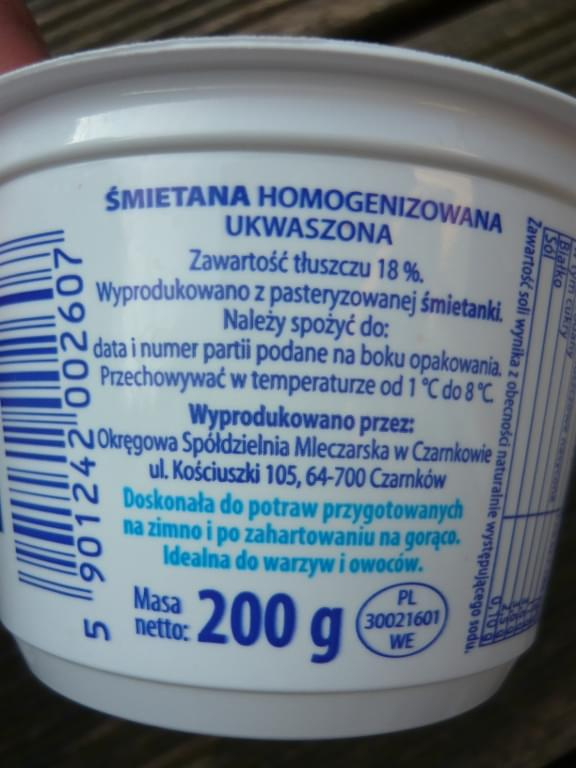 ŚMIETANA HOMOGENIZOWANA
UKWASZONA
Zawartość tłuszczu 18 %.
Wyprodukowano z pasteryzowanej śmietanki.
Należy spożyć do:
data i numer partii podane na boku opakowania.
Przechowywać w temperaturze od 1 °C do 8 °C.
Wyprodukowano przez:
Okręgowa Spółdzielnia Mleczarska w Czarnkowie
ul. Kościuszki 105, 64-700 Czarnków
Doskonała do potraw przygotowanych
na zimno i po zahartowaniu na gorąco.
Idealna do warzyw i owoców.
Masa
netto: 200 g
PL
30021601
WE
5 901242 002607
cukry
Białko
Sól
Zawartość soli wynika z obecności naturalnie występującego sodu.